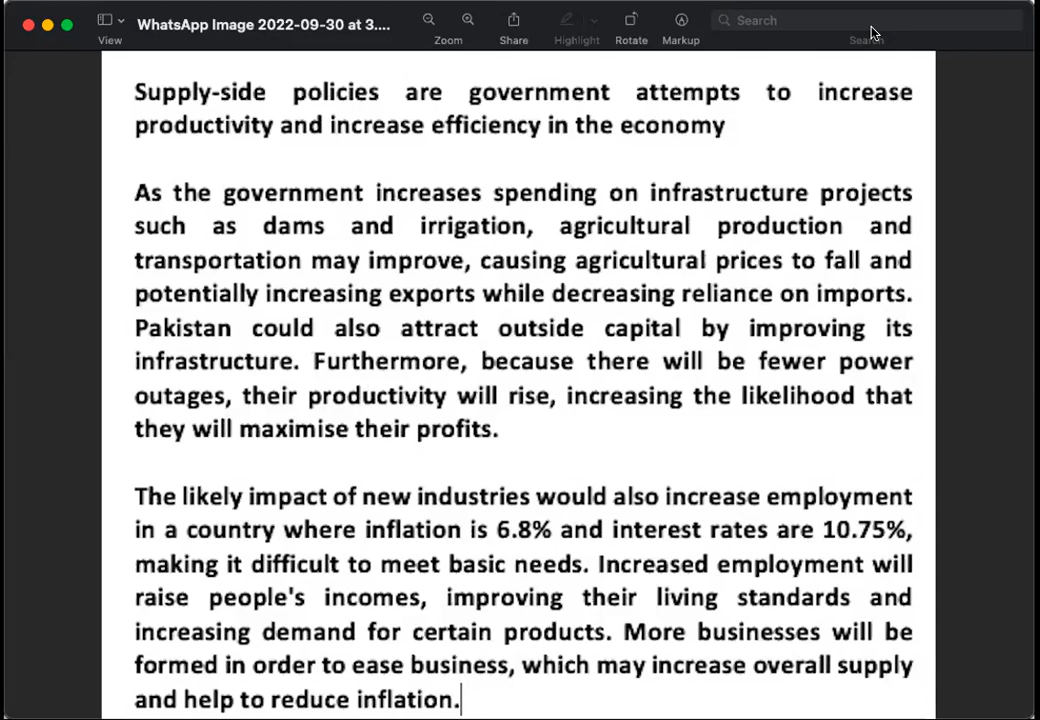 WhatsApp Image 2022-09-30 at 3....
View
Zoom
Share
Highlight
Rotate
Markup
Search
Search
Supply-side policies are government attempts to increase
productivity and increase efficiency in the economy
As the government increases spending on infrastructure projects
such as dams and irrigation, agricultural production and
transportation may improve, causing agricultural prices to fall and
potentially increasing exports while decreasing reliance on imports.
Pakistan could also attract outside capital by improving its
infrastructure. Furthermore, because there will be fewer power
outages, their productivity will rise, increasing the likelihood that
they will maximise their profits.
The likely impact of new industries would also increase employment
in a country where inflation is 6.8% and interest rates are 10.75%,
making it difficult to meet basic needs. Increased employment will
raise people's incomes, improving their living standards and
increasing demand for certain products. More businesses will be
formed in order to ease business, which may increase overall supply
and help to reduce inflation.